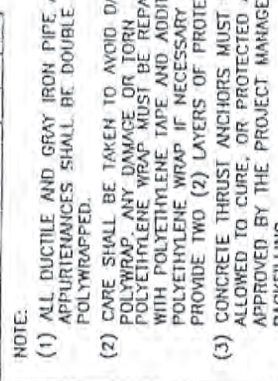 NOTE:
(1) ALL DUCTILE AND GRAY IRON PIPE
APPURTENANCES SHALL BE DOUBLE
POLYWRAPPED.
(2) CARE SHALL BE TAKEN TO AVOID
POLYWRAP. ANY DAMAGE OR TORN
POLYETHYLENE WRAP MUST BE REPA
WITH POLYETHYLENE TAPE AND ADDIT
POLYETHYLENE WRAP IF NECESSARY
PROVIDE TWO (2) LAYERS OF PROTE
(3) CONCRETE THRUST ANCHORS MUST
ALLOWED TO CURE, OR PROTECTED
APPROVED BY THE PROJECT MANAGE
BACKFILLING